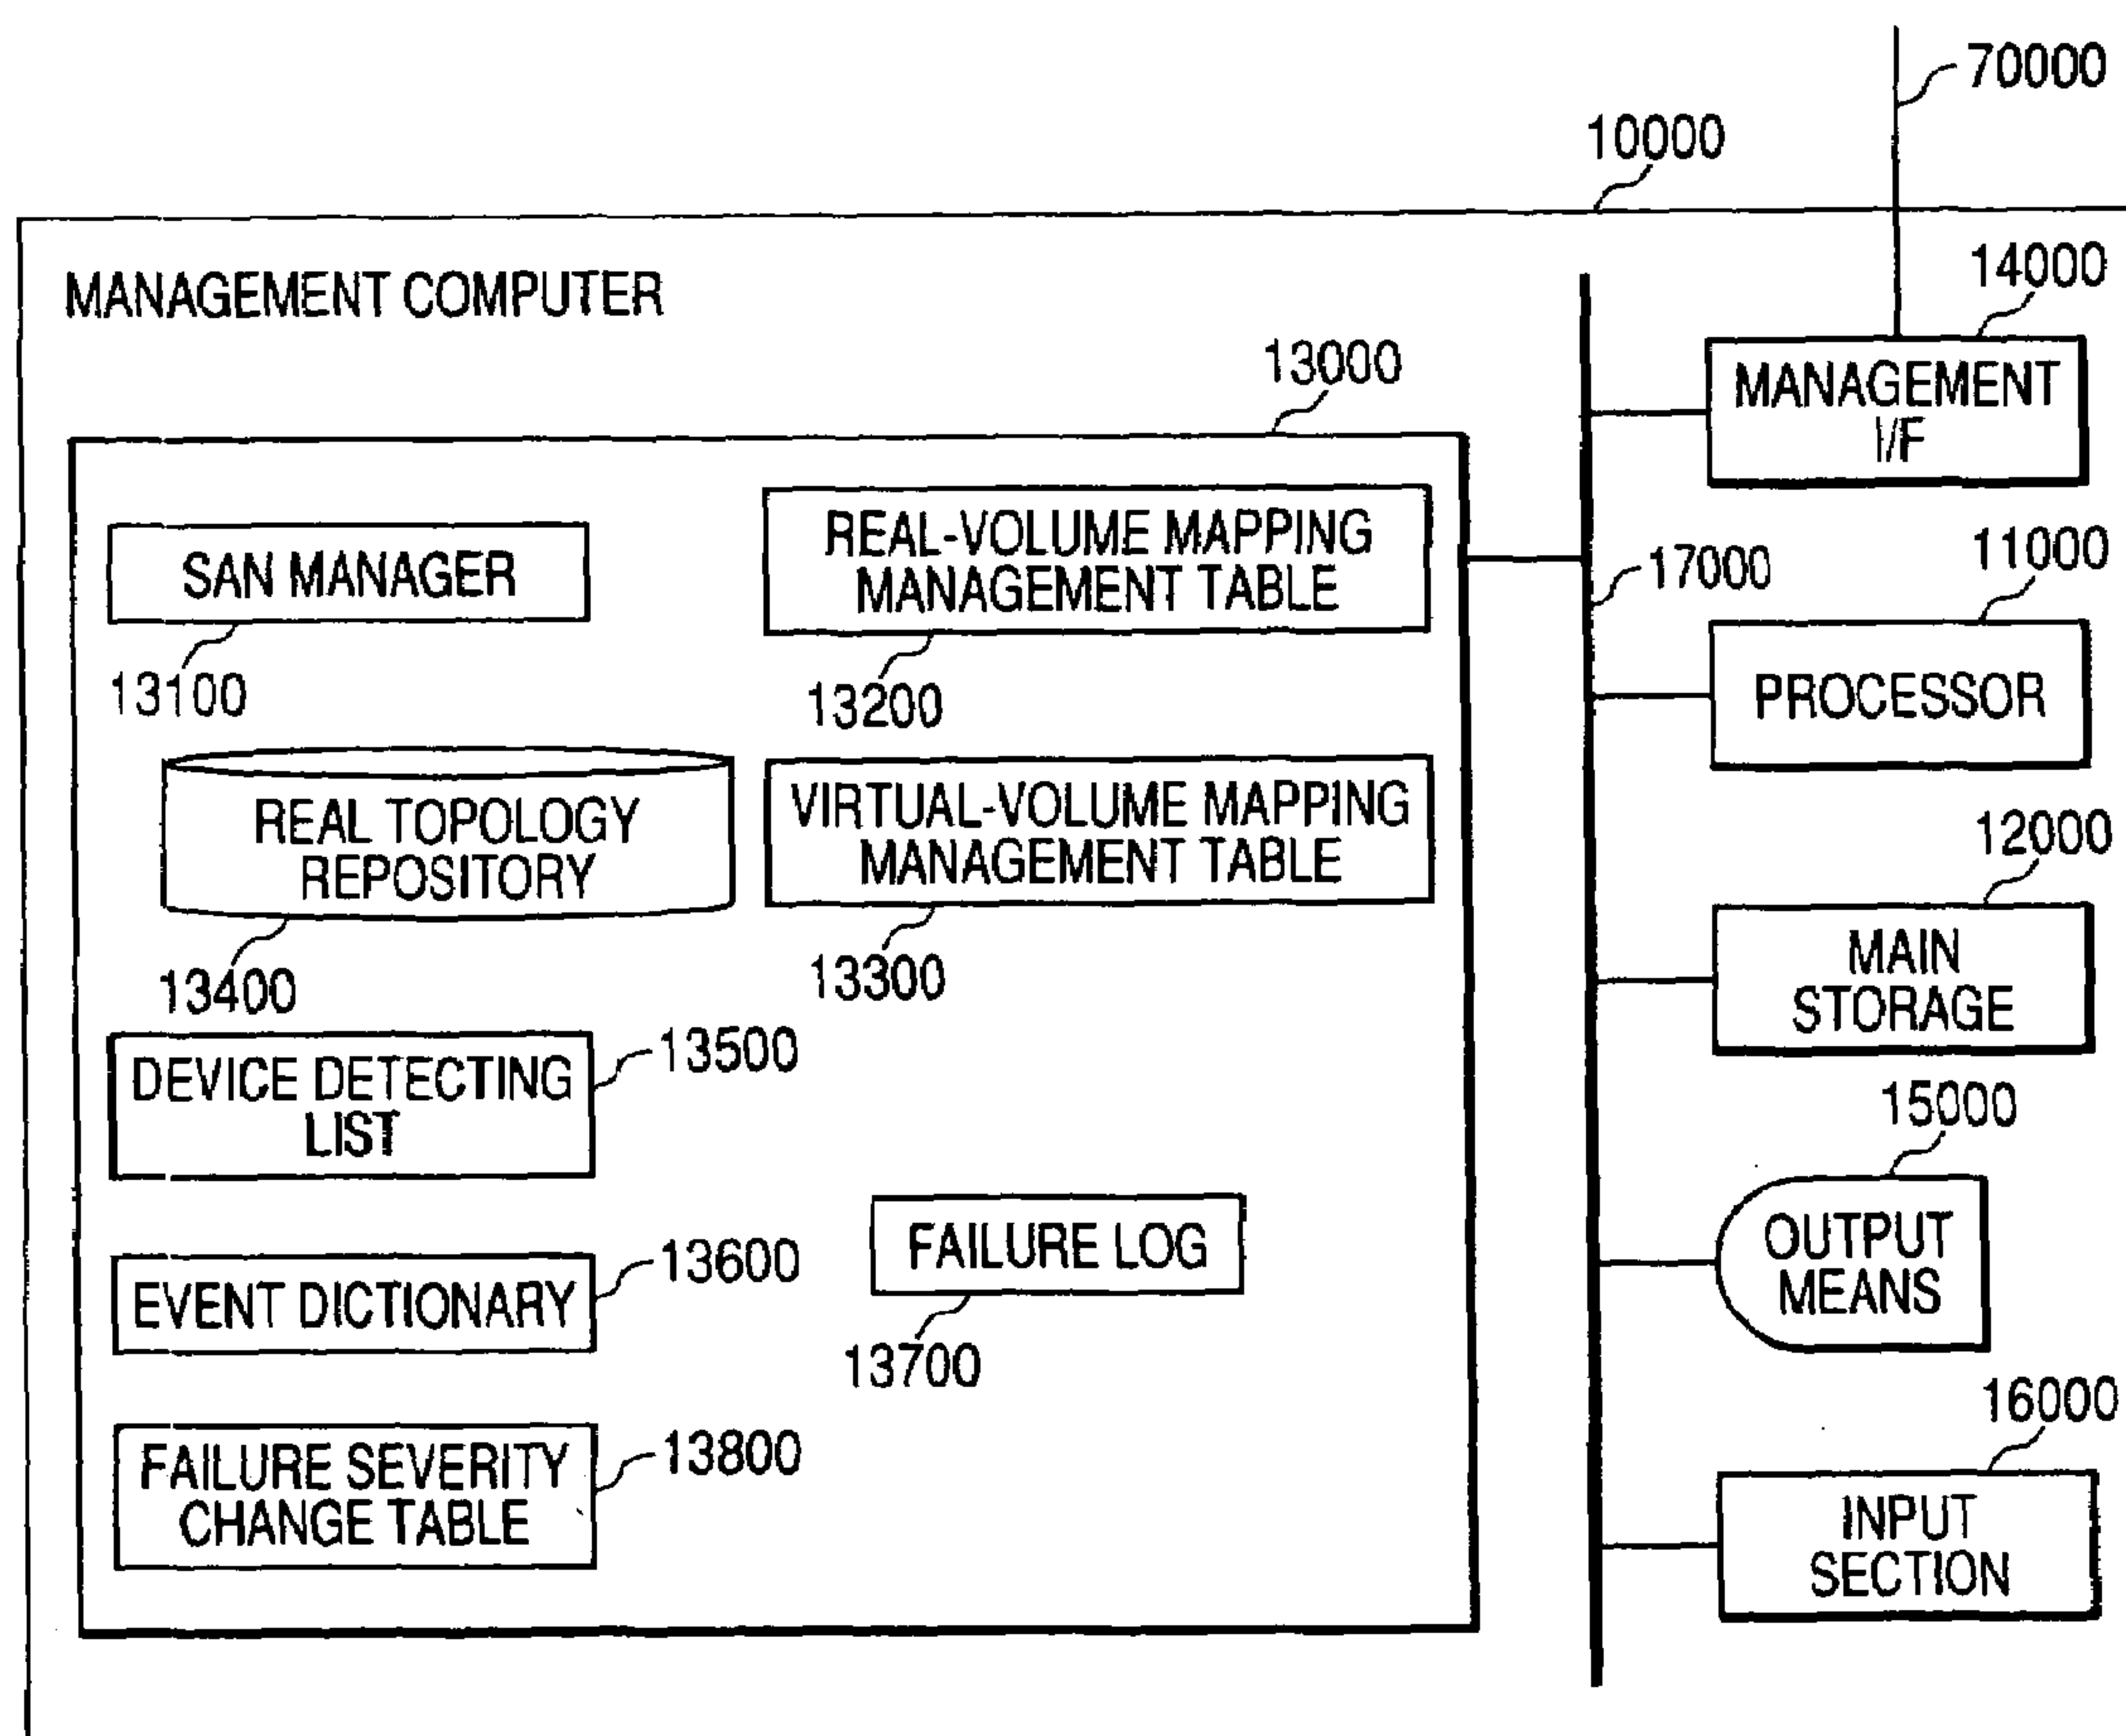 70000
10000
MANAGEMENT COMPUTER
14000
13000
MANAGEMENT
I/F
SAN MANAGER
13100
REAL-VOLUME MAPPING
MANAGEMENT TABLE
13200
17000
11000
PROCESSOR
REAL TOPOLOGY
REPOSITORY
13400
VIRTUAL-VOLUME MAPPING
MANAGEMENT TABLE
13300
12000
MAIN
STORAGE
DEVICE DETECTING
LIST
13500
15000
OUTPUT
MEANS
EVENT DICTIONARY
13600
FAILURE LOG
13700
FAILURE SEVERITY
CHANGE TABLE
13800
16000
INPUT
SECTION